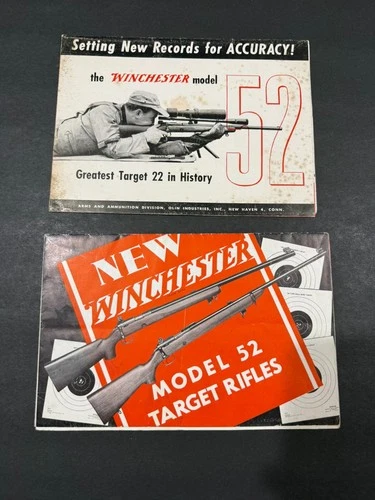 Setting New Records for ACCURACY!
the WINCHESTER model
52
Greatest Target 22 in History
ARMS AND AMMUNITION DIVISION, OLIN INDUSTRIES, INC., NEW HAVEN 4, CONN.
NEW
WINCHESTER
MODEL 52
TARGET RIFLES